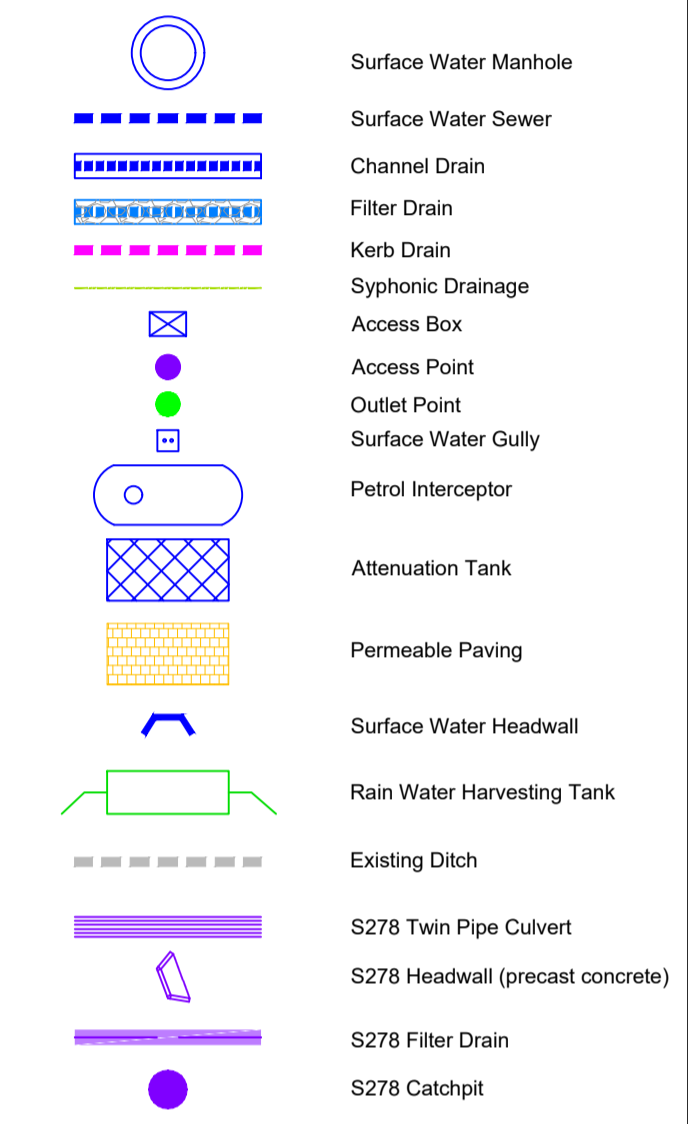 Surface Water Manhole
Surface Water Sewer
Channel Drain
Filter Drain
Kerb Drain
Syphonic Drainage
Access Box
Access Point
Outlet Point
Surface Water Gully
Petrol Interceptor
Attenuation Tank
Permeable Paving
Surface Water Headwall
Rain Water Harvesting Tank
Existing Ditch
S278 Twin Pipe Culvert
S278 Headwall (precast concrete)
S278 Filter Drain
S278 Catchpit